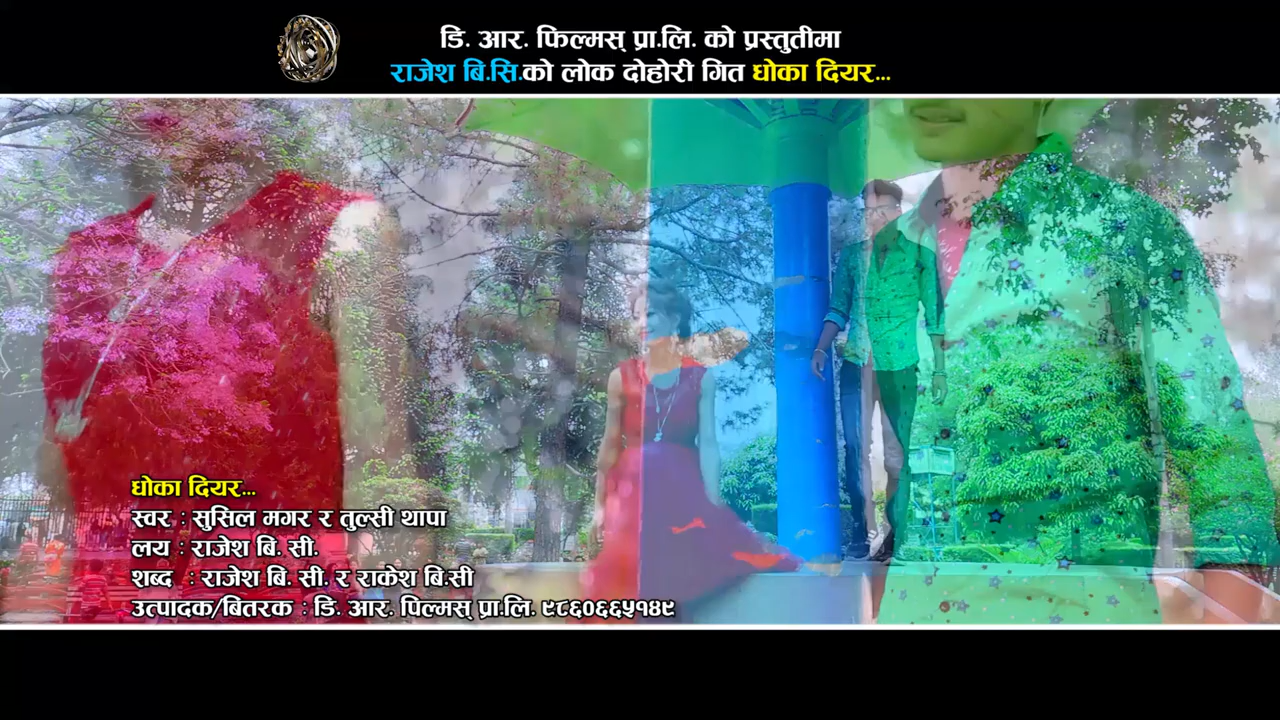 डि. आर. फिल्मस् प्रा.लि. को प्रस्तुतीमा
राजेश बि.सि.को लोक दोहोरी गित धोका दियर...
धोका दियर...
स्वर : सुसिल मगर र तुल्सी थापा
लय : राजेश बि. सी.
शब्द : राजेश बि. सी. र राकेश बि.सी
उत्पादक/बितरक : डि. आर. पिल्मस् प्रा.लि. ९८६०६६५१४९